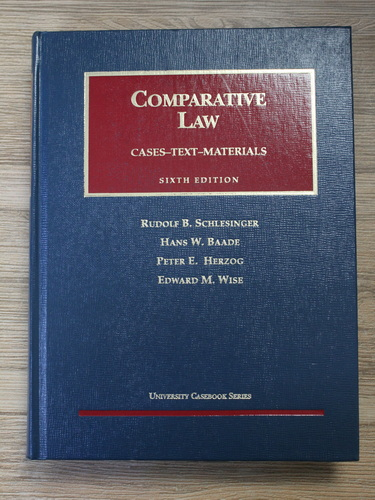 COMPARATIVE
LAW
CASES–TEXT–MATERIALS
SIXTH EDITION
RUDOLF B. SCHLESINGER
HANS W. BAADE
PETER E. HERZOG
EDWARD M. WISE
UNIVERSITY CASEBOOK SERIES